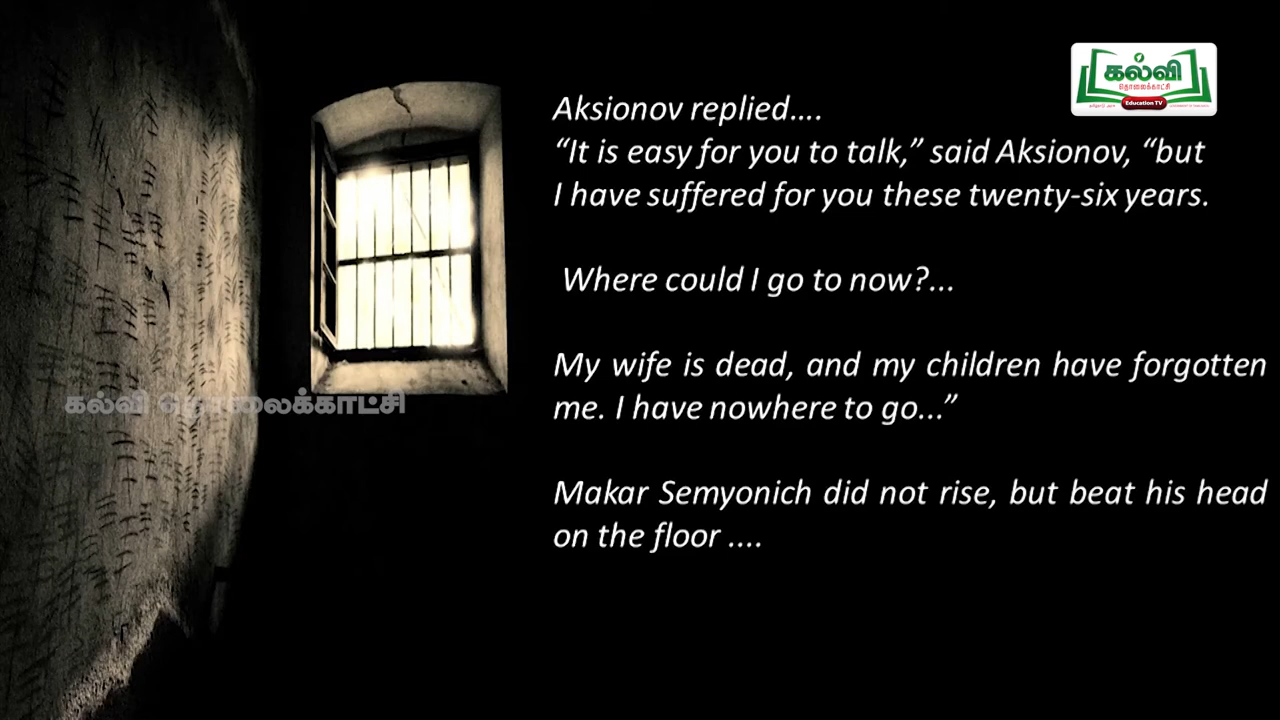 கல்வி
தொலைக்காட்சி
Education TV
Aksionov replied....
“It is easy for you to talk,” said Aksionov, “but
I have suffered for you these twenty-six years.
Where could I go to now?...
My wife is dead, and my children have forgotten
me. I have nowhere to go...”
கல்வி தொலைக்காட்சி
Makar Semyonich did not rise, but beat his head
on the floor ....